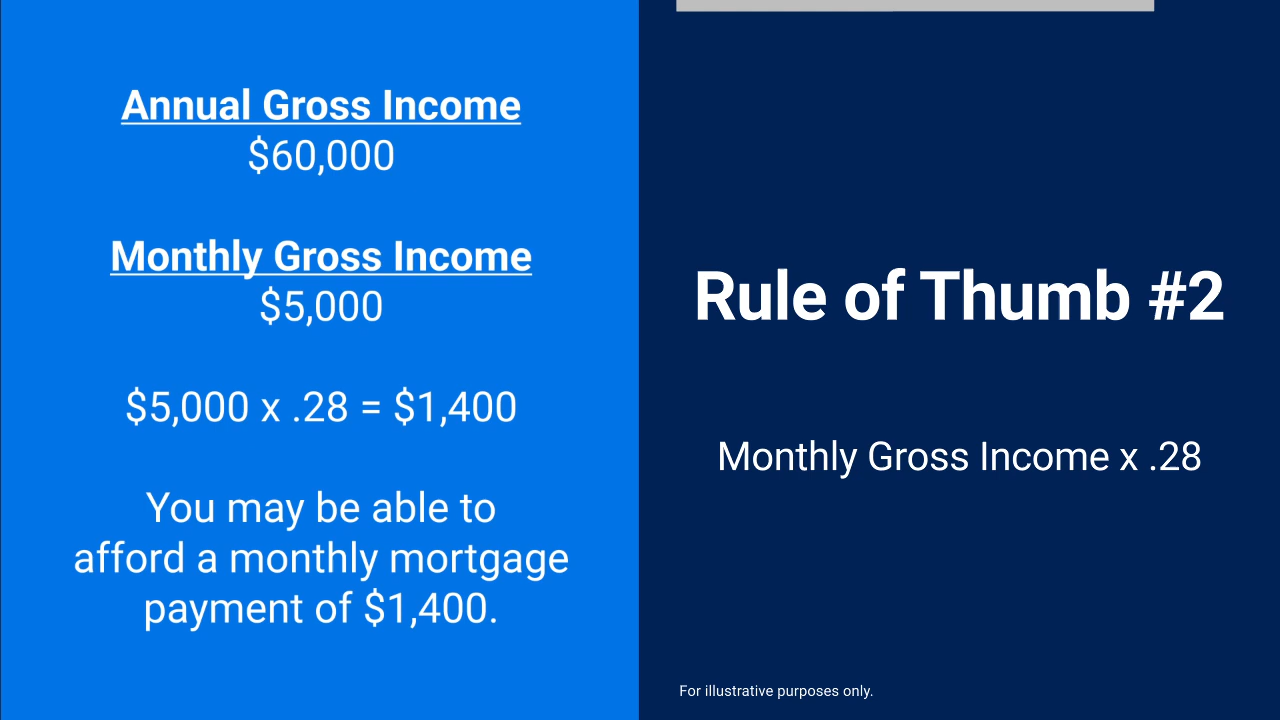 Annual Gross Income
$60,000
Monthly Gross Income
$5,000
$5,000 x .28 = $1,400
You may be able to
afford a monthly mortgage
payment of $1,400.
Rule of Thumb #2
Monthly Gross Income x .28
For illustrative purposes only.